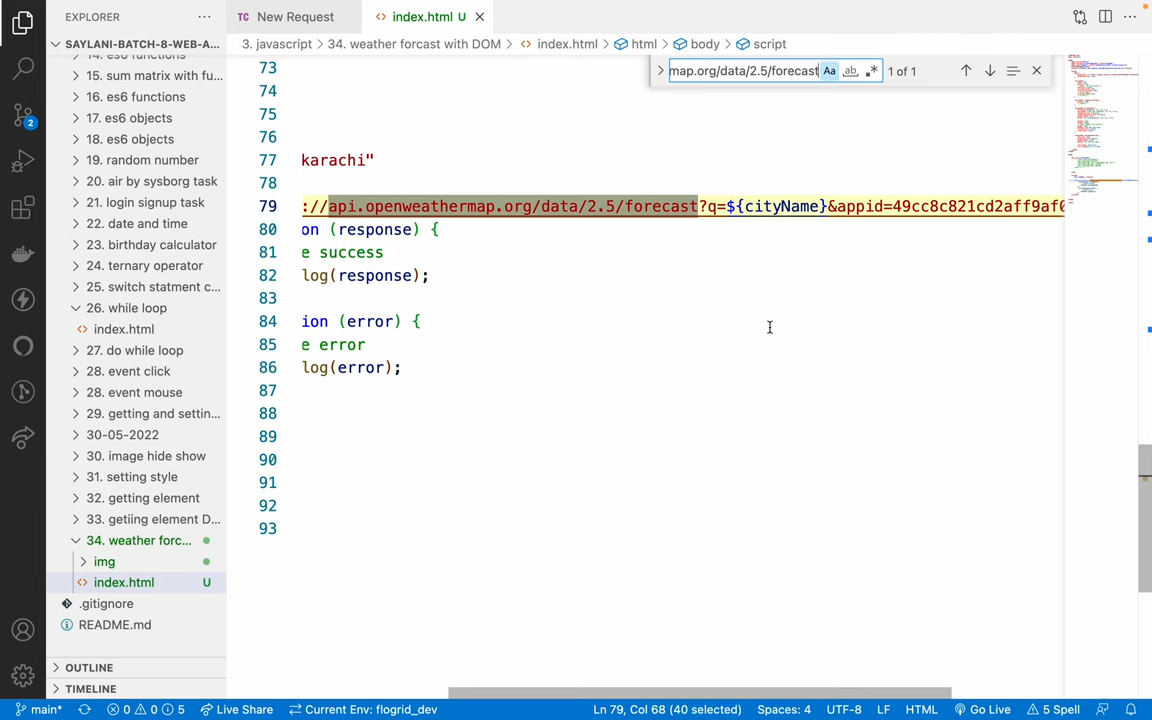 EXPLORER
TC New Request
<> index.html U
3. javascript > 34. weather forcast with DOM > index.html > html > body > script
SAYLANI-BATCH-8-WEB-A...
14. es6 functions
15. sum matrix with fu...
16. es6 functions
17. es6 objects
18. es6 objects
19. random number
20. air by sysborg task
21. login signup task
22. date and time
23. birthday calculator
24. ternary operator
25. switch statment c...
26. while loop
index.html
27. do while loop
28. event click
28. event mouse
29. getting and settin...
30-05-2022
30. image hide show
31. setting style
32. getting element
33. getiing element D...
34. weather forc...
img
index.html U
.gitignore
README.md
OUTLINE
TIMELINE
2
map.org/data/2.5/forecast Aa ab .* 1 of 1
73
74
75
76
77 karachi"
78
79 ://api.openweathermap.org/data/2.5/forecast?q=${cityName}&appid=49cc8c821cd2aff9af0
80 on (response) {
81 e success
82 log(response);
83
84 ion (error) {
85 e error
86 log(error);
87
88
89
90
91
92
93
main* 0 0 5 Live Share Current Env: flogrid_dev Ln 79, Col 68 (40 selected) Spaces: 4 UTF-8 LF HTML Go Live 5 Spell